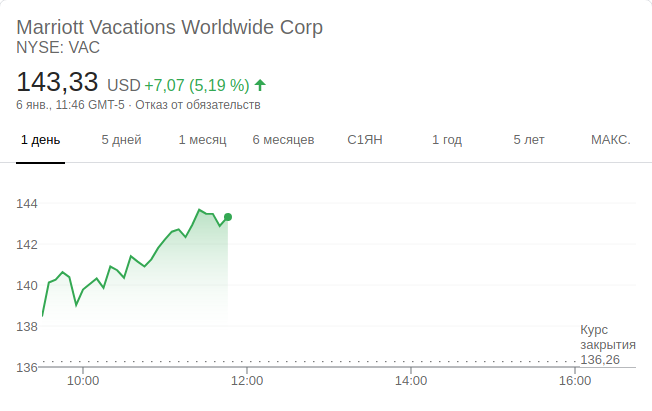 Marriott Vacations Worldwide Corp
NYSE: VAC
143,33 USD +7,07 (5,19 %)
6 янв., 11:46 GMT-5 · Отказ от обязательств
1 день 5 дней 1 месяц 6 месяцев С1ЯН 1 год 5 лет МАКС.
144
142
140
138
136
Курс
закрытия
136,26
10:00 12:00 14:00 16:00